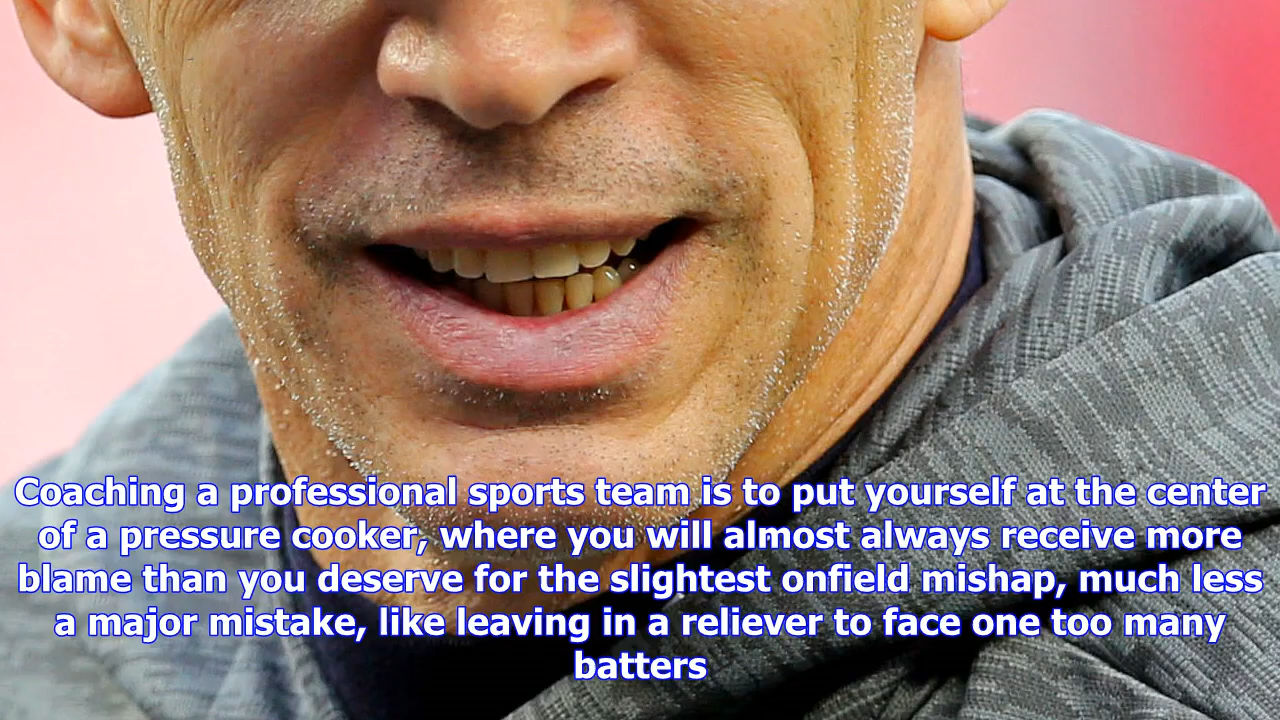 Coaching a professional sports team is to put yourself at the center
of a pressure cooker, where you will almost always receive more
blame than you deserve for the slightest onfield mishap, much less
a major mistake, like leaving in a reliever to face one too many
batters